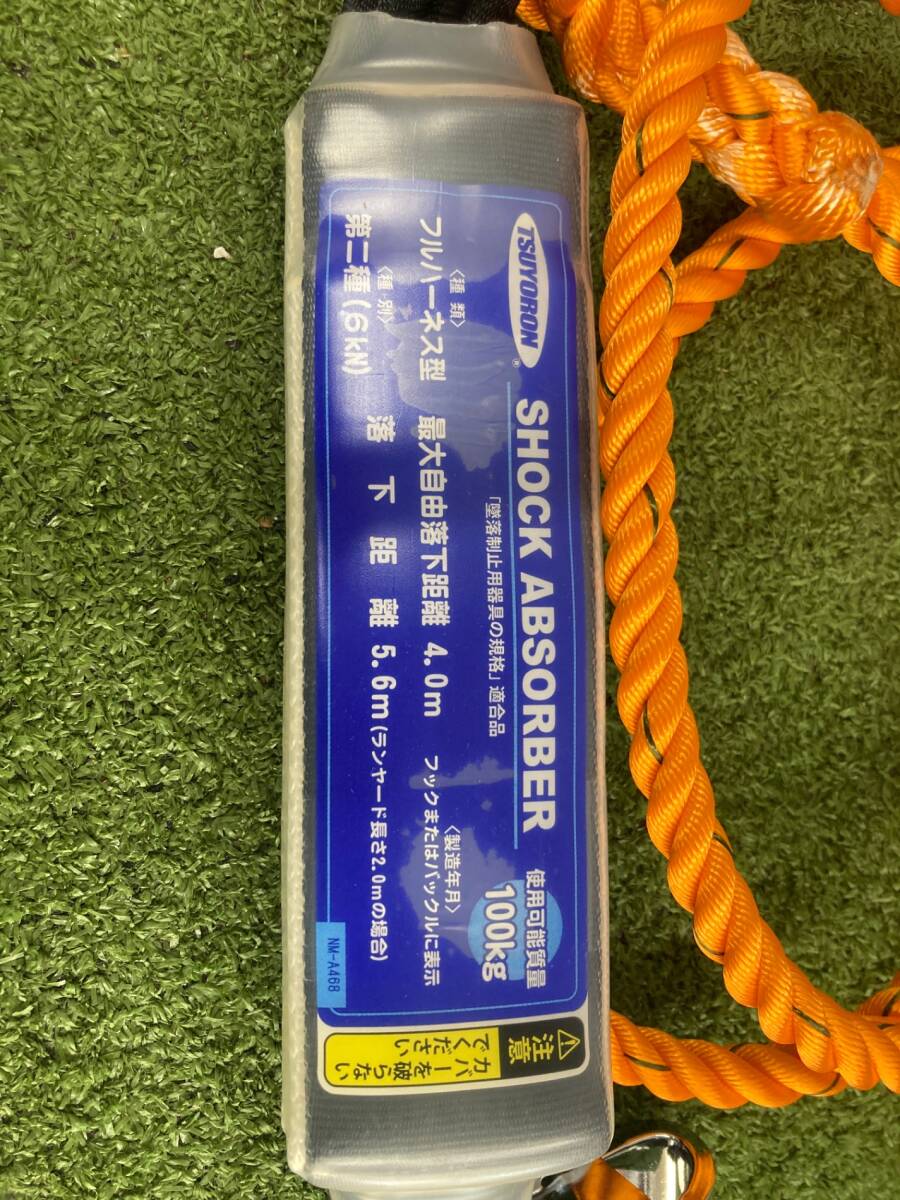 TSUYORON®
SHOCK ABSORBER
使用可能質量
100kg
「墜落制止用器具の規格」適合品
〈種 類〉
フルハーネス型
最大自由落下距離 4.0m
〈製造年月〉
フックまたはバックルに表示
〈種 別〉
第二種(6kN)
落下距離 5.6m(ランヤード長さ2.0mの場合)
NM-A468
注意
カバーを破らない
でください